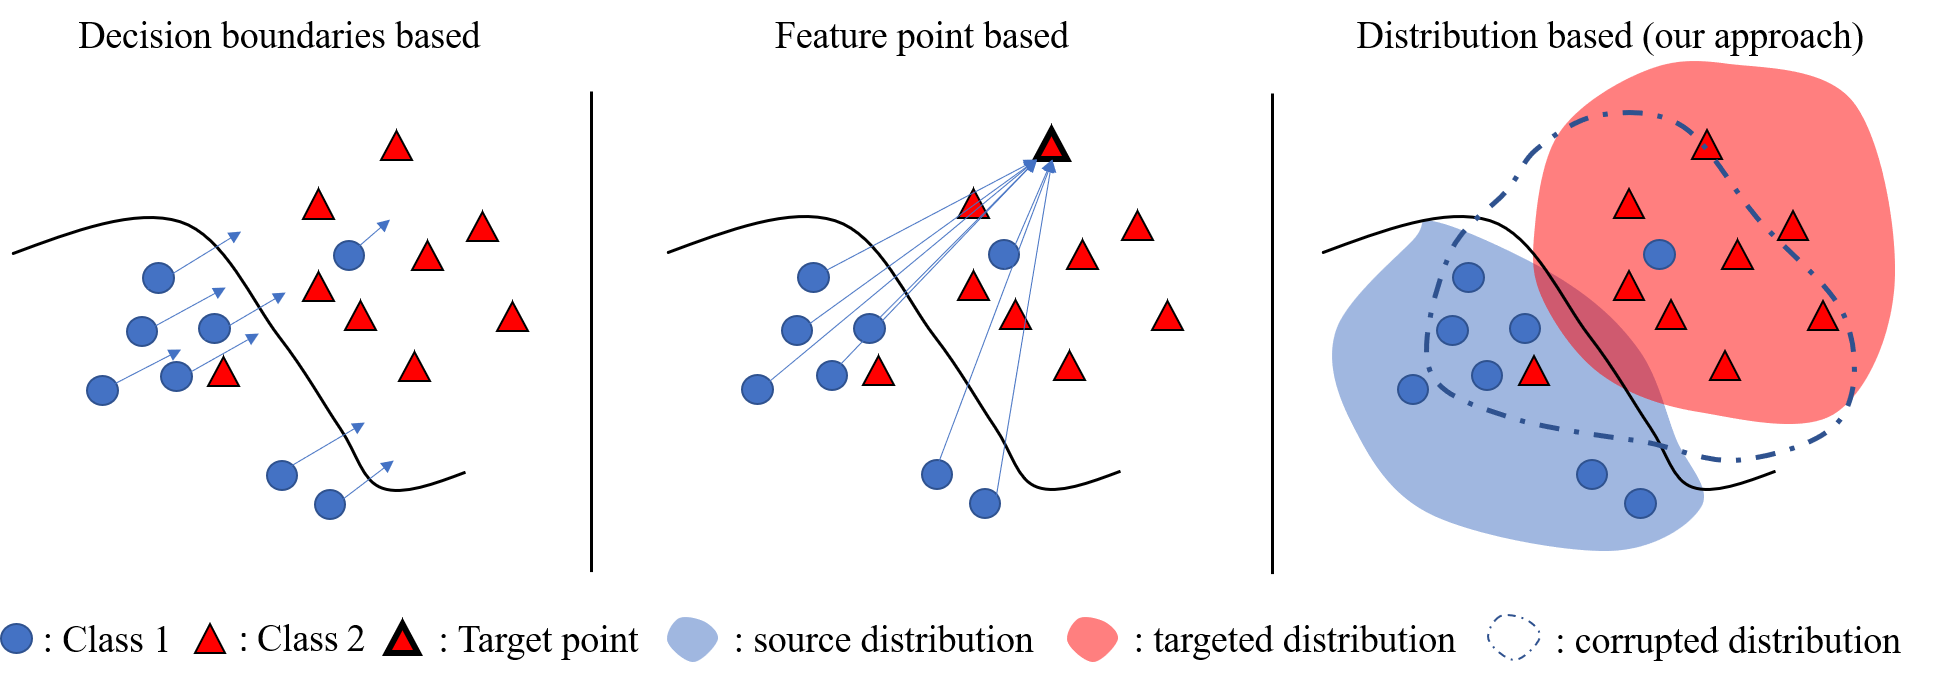 Decision boundaries based
Feature point based
Distribution based (our approach)
: Class 1 : Class 2 : Target point : source distribution : targeted distribution : corrupted distribution